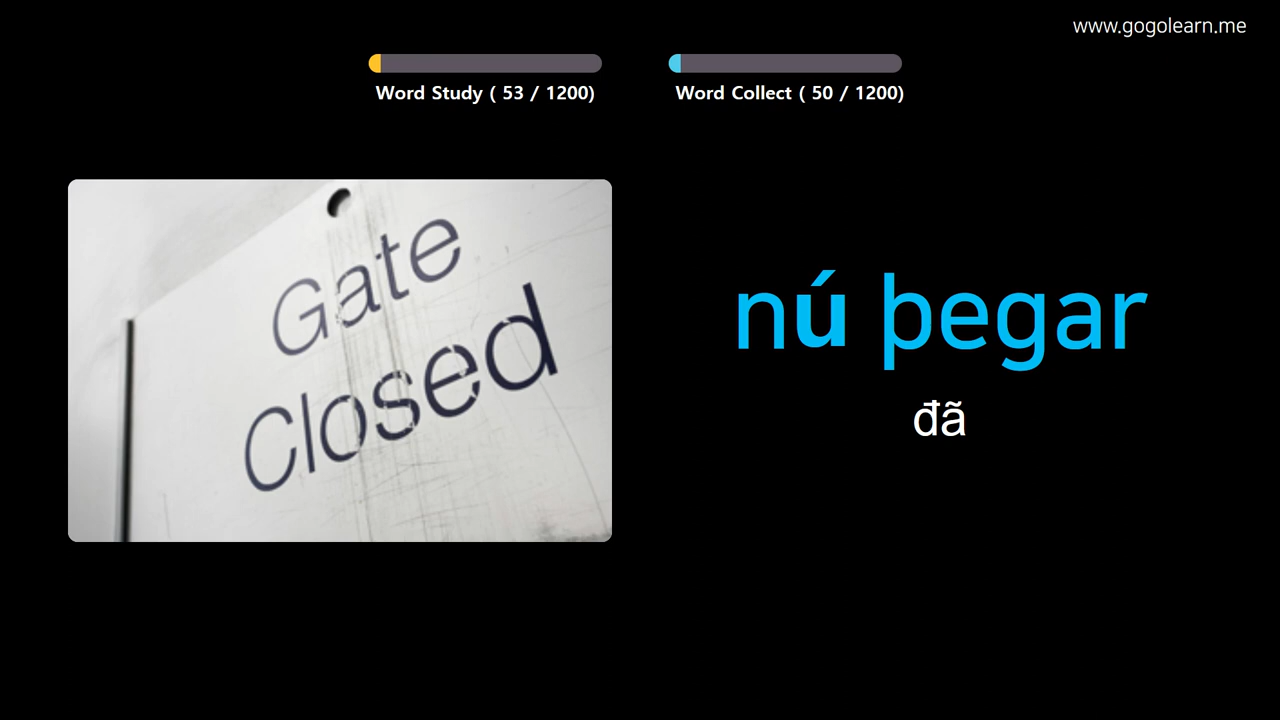 www.gogolearn.me
Word Study ( 53 / 1200)
Word Collect ( 50 / 1200)
Gate
Closed
nú þegar
đã